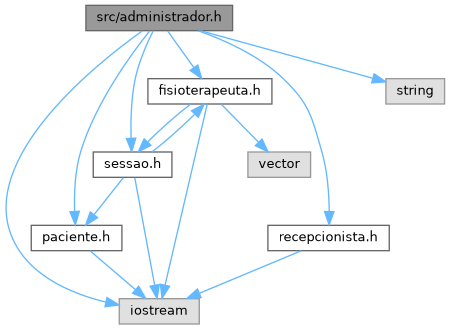 src/administrador.h
fisioterapeuta.h
string
sessao.h
vector
paciente.h
recepcionista.h
iostream